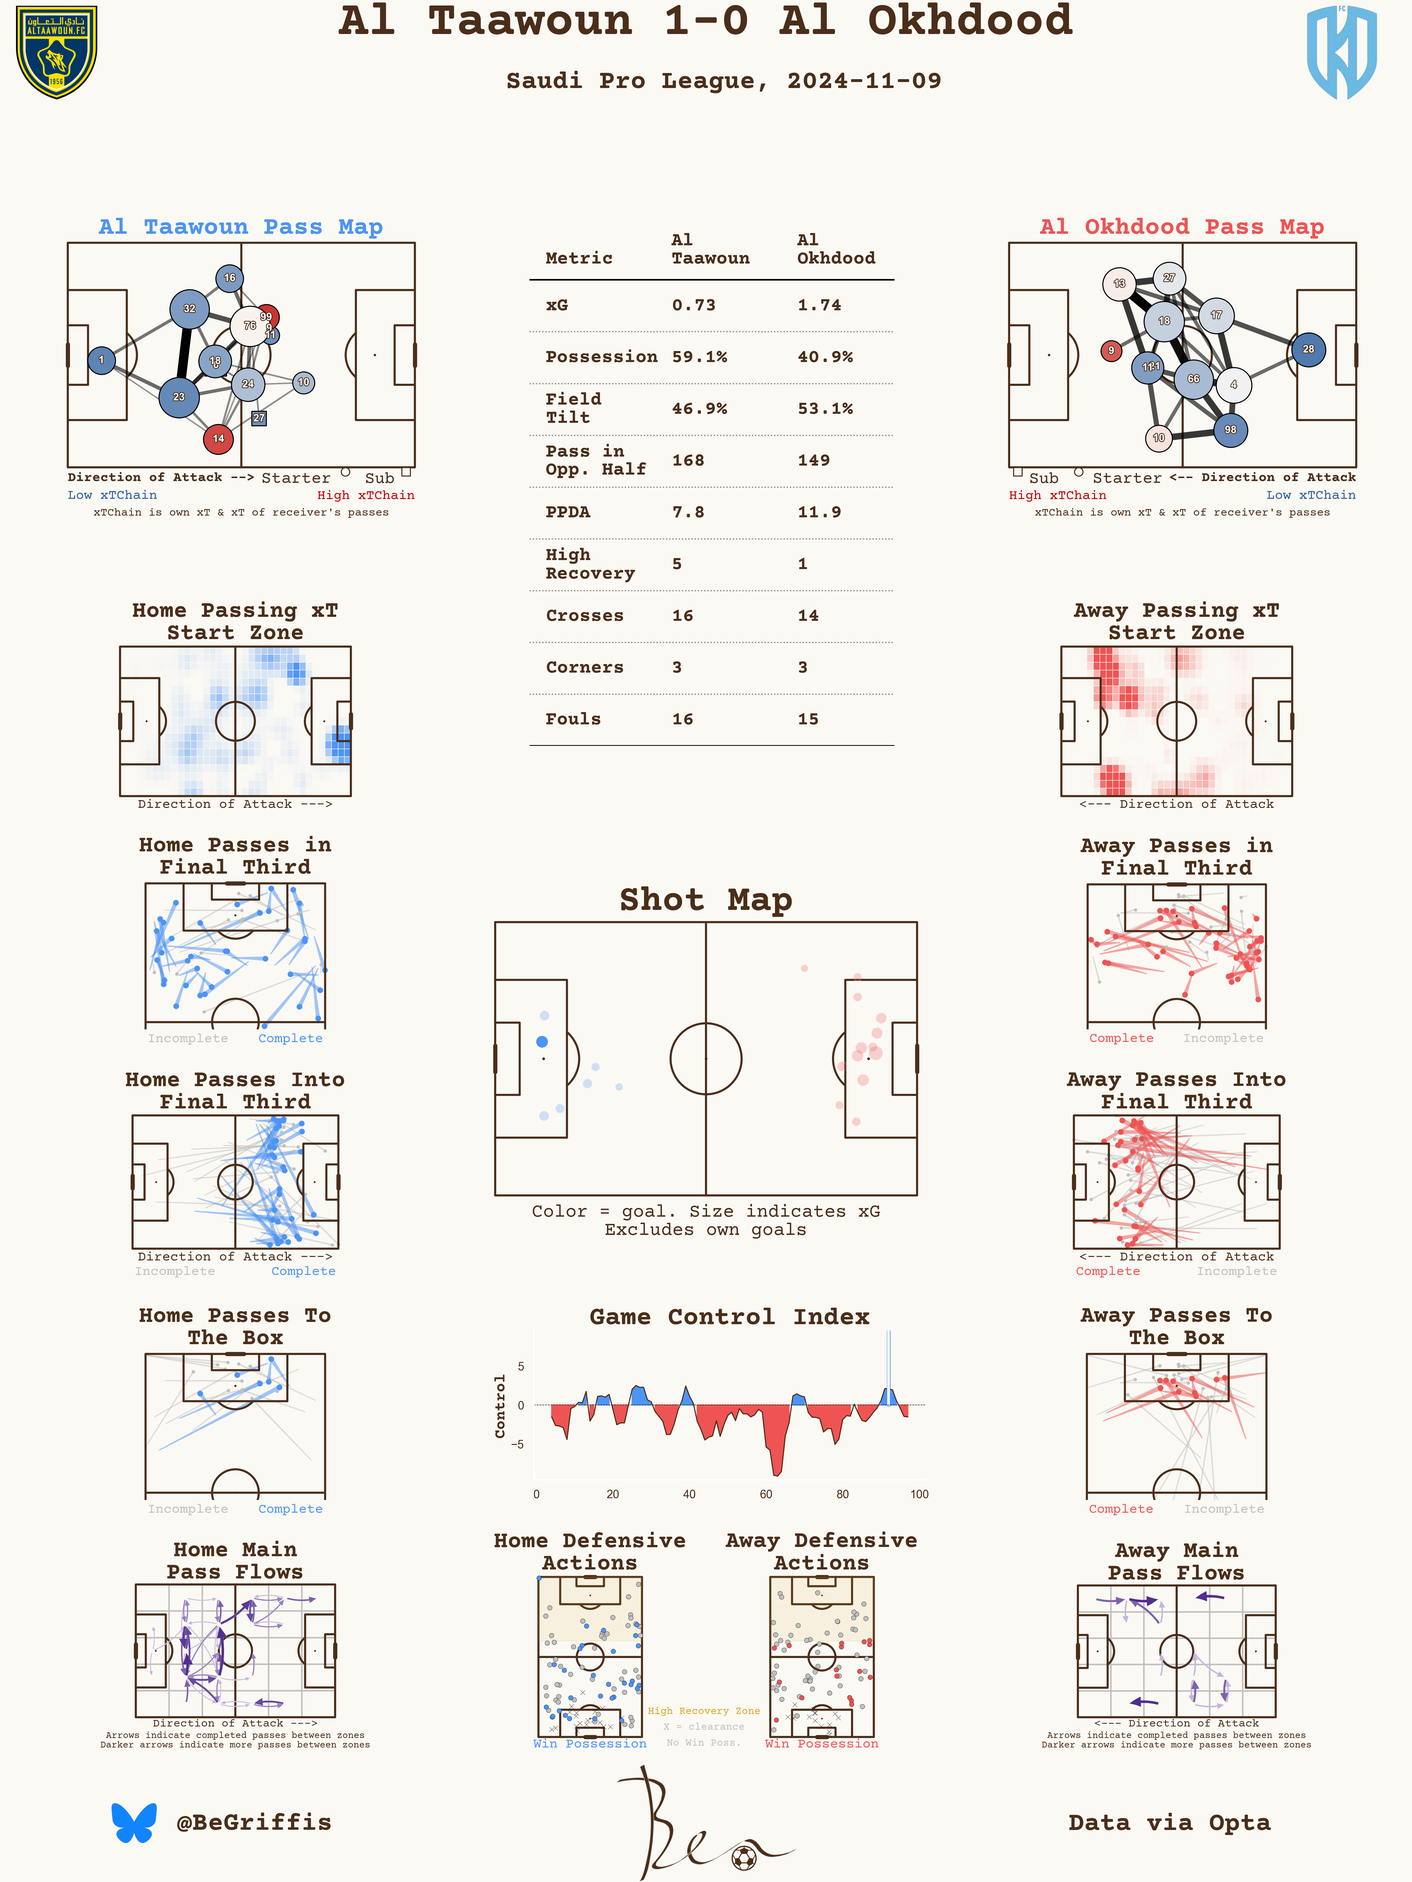 Al Taawoun 1-0 Al Okhdood
Saudi Pro League, 2024-11-09
نادي التعاون
ALTAAWOUN.FC
1956
FC
Al Taawoun Pass Map
16
32
99
9
76
11
1
18
24
10
23
27
14
Direction of Attack --> Starter Sub
Low xTChain High xTChain
xTChain is own xT & xT of receiver's passes
Metric Al Taawoun Al Okhdood
xG 0.73 1.74
Possession 59.1% 40.9%
Field Tilt 46.9% 53.1%
Pass in Opp. Half 168 149
PPDA 7.8 11.9
High Recovery 5 1
Crosses 16 14
Corners 3 3
Fouls 16 15
Al Okhdood Pass Map
13
27
18
17
9
28
11
66
4
98
10
Sub Starter <-- Direction of Attack
High xTChain Low xTChain
xTChain is own xT & xT of receiver's passes
Home Passing xT
Start Zone
Direction of Attack --->
Away Passing xT
Start Zone
<--- Direction of Attack
Home Passes in
Final Third
Incomplete Complete
Away Passes in
Final Third
Complete Incomplete
Shot Map
Color = goal. Size indicates xG
Excludes own goals
Home Passes Into
Final Third
Direction of Attack --->
Incomplete Complete
Away Passes Into
Final Third
<--- Direction of Attack
Complete Incomplete
Home Passes To
The Box
Incomplete Complete
Game Control Index
Control
5
0
−5
0 20 40 60 80 100
Away Passes To
The Box
Complete Incomplete
Home Main
Pass Flows
Direction of Attack --->
Arrows indicate completed passes between zones
Darker arrows indicate more passes between zones
Home Defensive
Actions
Win Possession
High Recovery Zone
X = clearance
No Win Poss.
Away Defensive
Actions
Win Possession
Away Main
Pass Flows
<--- Direction of Attack
Arrows indicate completed passes between zones
Darker arrows indicate more passes between zones
@BeGriffis
Ben
Data via Opta